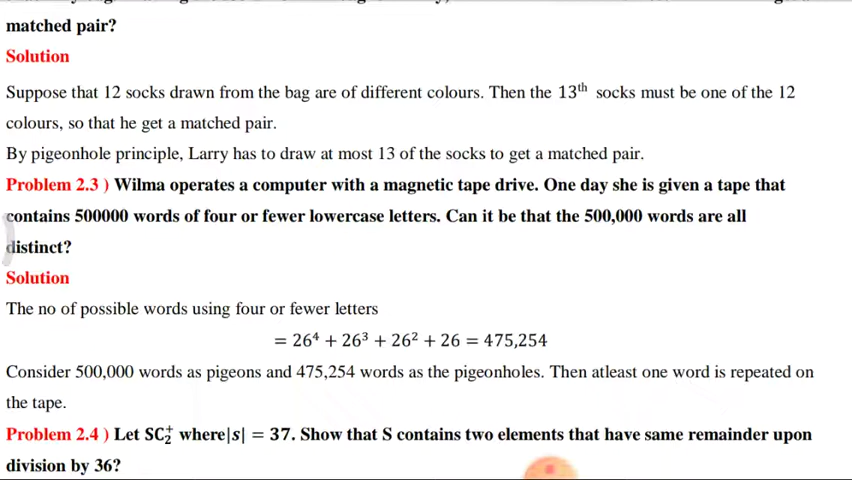 matched pair?
Solution
Suppose that 12 socks drawn from the bag are of different colours. Then the 13th socks must be one of the 12
colours, so that he get a matched pair.
By pigeonhole principle, Larry has to draw at most 13 of the socks to get a matched pair.
Problem 2.3 ) Wilma operates a computer with a magnetic tape drive. One day she is given a tape that
contains 500000 words of four or fewer lowercase letters. Can it be that the 500,000 words are all
distinct?
Solution
The no of possible words using four or fewer letters
= 26⁴ + 26³ + 26² + 26 = 475,254
Consider 500,000 words as pigeons and 475,254 words as the pigeonholes. Then atleast one word is repeated on
the tape.
Problem 2.4 ) Let SC₂⁺ where|s| = 37. Show that S contains two elements that have same remainder upon
division by 36?